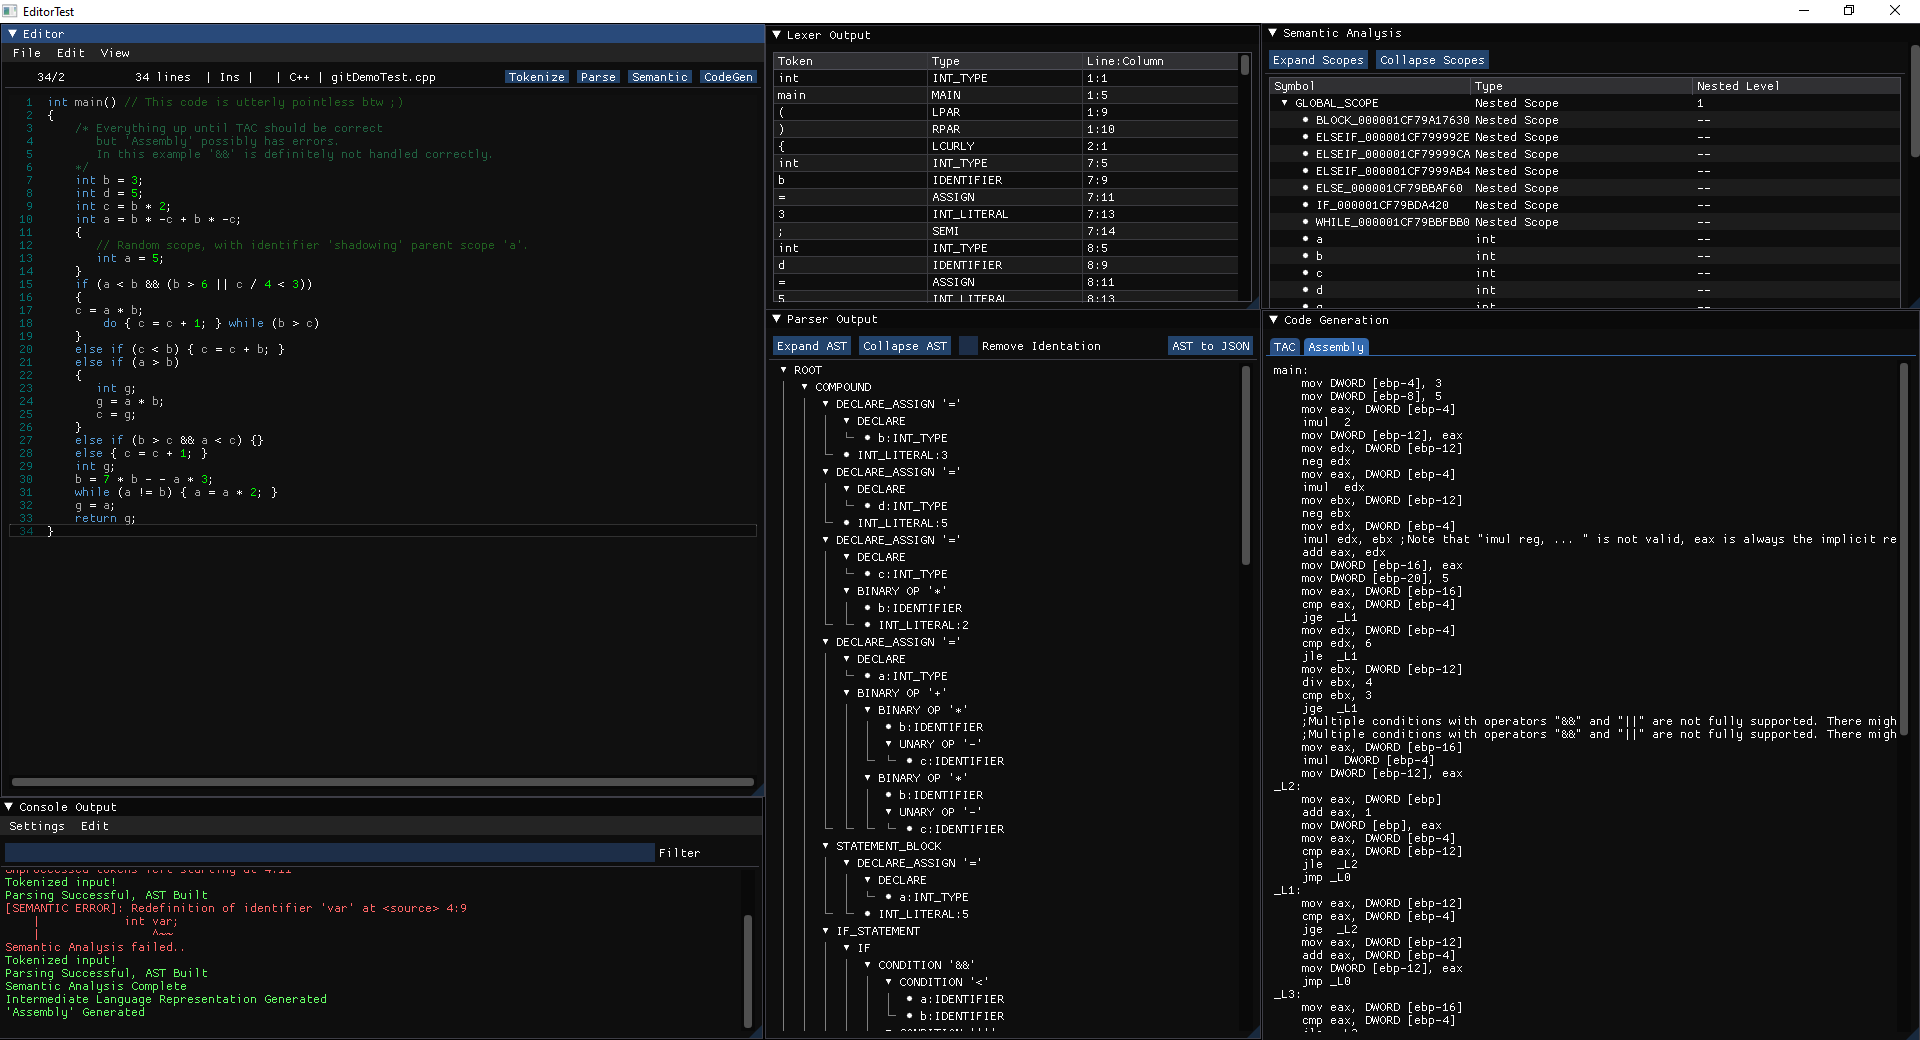 EditorTest
Editor
File Edit View
34/2 34 lines | Ins | | C++ | gitDemoTest.cpp Tokenize Parse Semantic CodeGen
1 int main() // This code is utterly pointless btw ;)
2 {
3 /* Everything up until TAC should be correct
4 but 'Assembly' possibly has errors.
5 In this example '&&' is definitely not handled correctly.
6 */
7 int b = 3;
8 int d = 5;
9 int c = b * 2;
10 int a = b * -c + b * -c;
11 {
12 // Random scope, with identifier 'shadowing' parent scope 'a'.
13 int a = 5;
14 }
15 if (a < b && (b > 6 || c / 4 < 3))
16 {
17 c = a * b;
18 do { c = c + 1; } while (b > c)
19 }
20 else if (c < b) { c = c + b; }
21 else if (a > b)
22 {
23 int g;
24 g = a * b;
25 c = g;
26 }
27 else if (b > c && a < c) {}
28 else { c = c + 1; }
29 int g;
30 b = 7 * b - - a * 3;
31 while (a != b) { a = a * 2; }
32 g = a;
33 return g;
34 }
Console Output
Settings Edit
Filter
Unproccessed tokens left starting at 4:11
Tokenized input!
Parsing Successful, AST Built
[SEMANTIC ERROR]: Redefinition of identifier 'var' at <source> 4:9
| int var;
| ^~~
Semantic Analysis failed..
Tokenized input!
Parsing Successful, AST Built
Semantic Analysis Complete
Intermediate Language Representation Generated
'Assembly' Generated
Lexer Output
Token Type Line:Column
int INT_TYPE 1:1
main MAIN 1:5
( LPAR 1:9
) RPAR 1:10
{ LCURLY 2:1
int INT_TYPE 7:5
b IDENTIFIER 7:9
= ASSIGN 7:11
3 INT_LITERAL 7:13
; SEMI 7:14
int INT_TYPE 8:5
d IDENTIFIER 8:9
= ASSIGN 8:11
5 INT_LITERAL 8:13
Parser Output
Expand AST Collapse AST Remove Identation AST to JSON
ROOT
COMPOUND
DECLARE_ASSIGN '='
DECLARE
b:INT_TYPE
INT_LITERAL:3
DECLARE_ASSIGN '='
DECLARE
d:INT_TYPE
INT_LITERAL:5
DECLARE_ASSIGN '='
DECLARE
c:INT_TYPE
BINARY OP '*'
b:IDENTIFIER
INT_LITERAL:2
DECLARE_ASSIGN '='
DECLARE
a:INT_TYPE
BINARY OP '+'
BINARY OP '*'
b:IDENTIFIER
UNARY OP '-'
c:IDENTIFIER
BINARY OP '*'
b:IDENTIFIER
UNARY OP '-'
c:IDENTIFIER
STATEMENT_BLOCK
DECLARE_ASSIGN '='
DECLARE
a:INT_TYPE
INT_LITERAL:5
IF_STATEMENT
IF
CONDITION '&&'
CONDITION '<'
a:IDENTIFIER
b:IDENTIFIER
CONDITION '||'
Semantic Analysis
Expand Scopes Collapse Scopes
Symbol Type Nested Level
GLOBAL_SCOPE Nested Scope 1
BLOCK_000001CF79A17630 Nested Scope --
ELSEIF_000001CF799992E Nested Scope --
ELSEIF_000001CF79999CA Nested Scope --
ELSEIF_000001CF7999AB4 Nested Scope --
ELSE_000001CF79BBAF60 Nested Scope --
IF_000001CF79BDA420 Nested Scope --
WHILE_000001CF79BBFBB0 Nested Scope --
a int --
b int --
c int --
d int --
g int --
Code Generation
TAC Assembly
main:
mov DWORD [ebp-4], 3
mov DWORD [ebp-8], 5
mov eax, DWORD [ebp-4]
imul 2
mov DWORD [ebp-12], eax
mov edx, DWORD [ebp-12]
neg edx
mov eax, DWORD [ebp-4]
imul edx
mov ebx, DWORD [ebp-12]
neg ebx
mov edx, DWORD [ebp-4]
imul edx, ebx ;Note that "imul reg, ... " is not valid, eax is always the implicit re
add eax, edx
mov DWORD [ebp-16], eax
mov DWORD [ebp-20], 5
mov eax, DWORD [ebp-16]
cmp eax, DWORD [ebp-4]
jge _L1
mov edx, DWORD [ebp-4]
cmp edx, 6
jle _L1
mov ebx, DWORD [ebp-12]
div ebx, 4
cmp ebx, 3
jge _L1
;Multiple conditions with operators "&&" and "||" are not fully supported. There migh
;Multiple conditions with operators "&&" and "||" are not fully supported. There migh
mov eax, DWORD [ebp-16]
imul DWORD [ebp-4]
mov DWORD [ebp-12], eax
_L2:
mov eax, DWORD [ebp]
add eax, 1
mov DWORD [ebp], eax
mov eax, DWORD [ebp-4]
cmp eax, DWORD [ebp-12]
jle _L2
jmp _L0
_L1:
mov eax, DWORD [ebp-12]
cmp eax, DWORD [ebp-4]
jge _L2
mov eax, DWORD [ebp-12]
add eax, DWORD [ebp-4]
mov DWORD [ebp-12], eax
jmp _L0
_L3:
mov eax, DWORD [ebp-16]
cmp eax, DWORD [ebp-4]